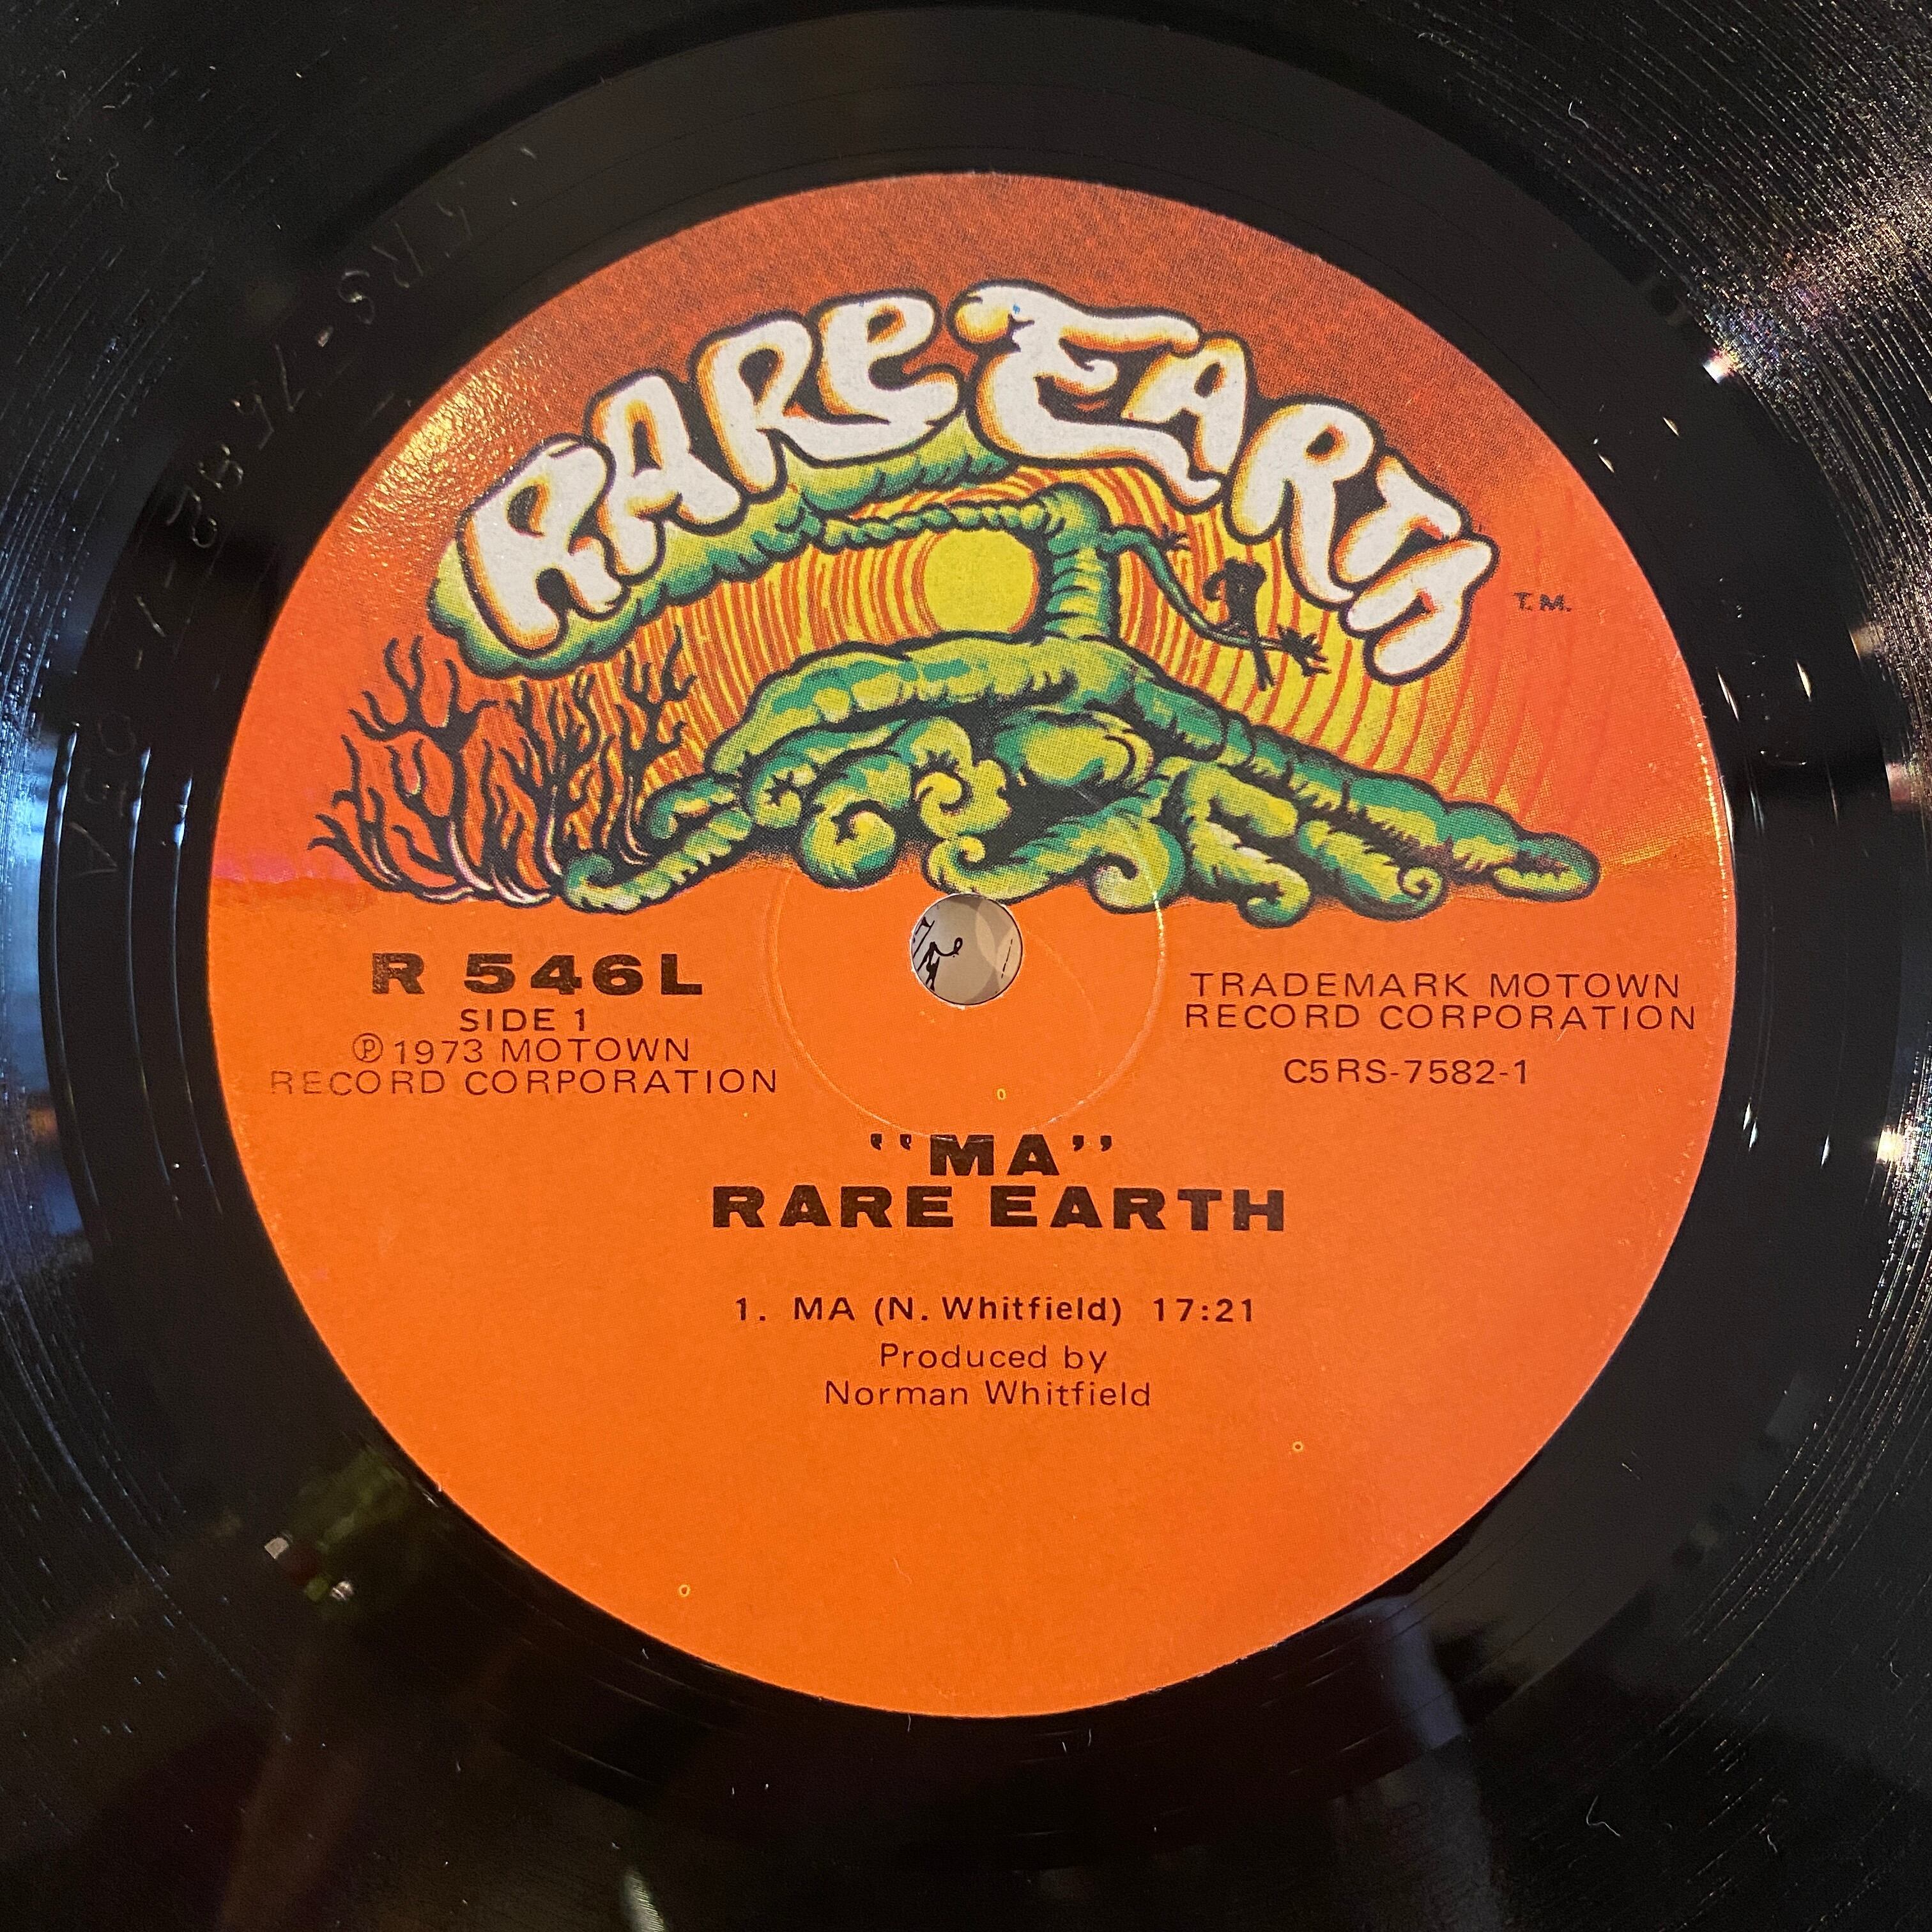 RARE EARTH
T.M.
R 546L
SIDE 1
℗1973 MOTOWN
RECORD CORPORATION
TRADEMARK MOTOWN
RECORD CORPORATION
C5RS-7582-1
“MA”
RARE EARTH
1. MA (N. Whitfield) 17:21
Produced by
Norman Whitfield